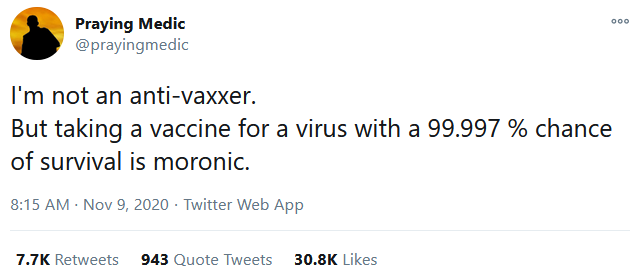 Praying Medic
@prayingmedic
I'm not an anti-vaxxer.
But taking a vaccine for a virus with a 99.997 % chance
of survival is moronic.
8:15 AM · Nov 9, 2020 · Twitter Web App
7.7K Retweets 943 Quote Tweets 30.8K Likes